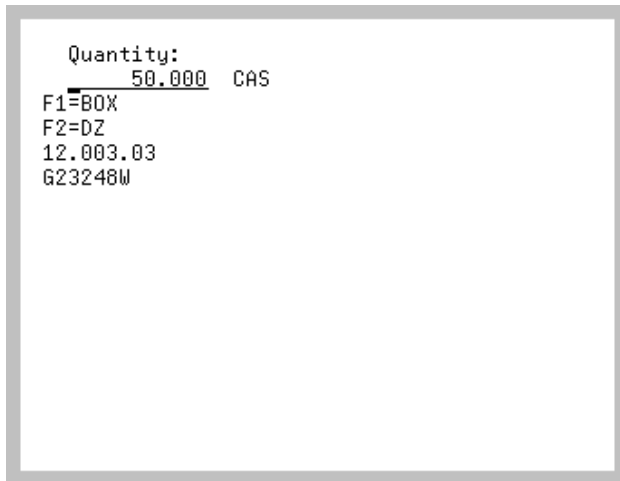 Quantity:
50.000 CAS
F1=BOX
F2=DZ
12.003.03
G23248W